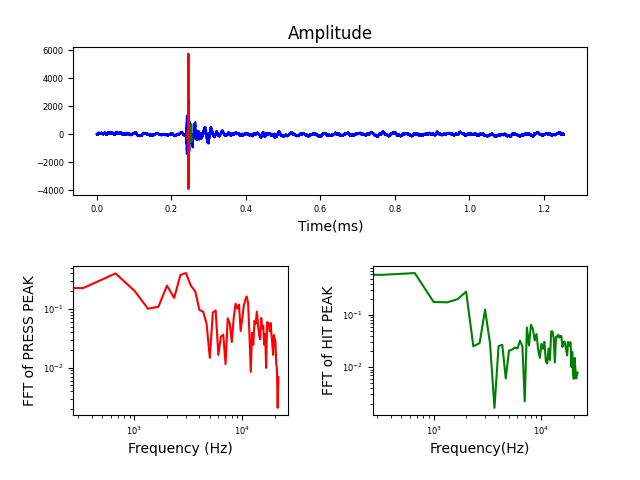 Amplitude
6000
4000
2000
0
−2000
−4000
0.0 0.2 0.4 0.6 0.8 1.0 1.2
Time(ms)
FFT of PRESS PEAK
10⁻¹
10⁻²
10³ 10⁴
Frequency (Hz)
FFT of HIT PEAK
10⁻¹
10⁻²
10³ 10⁴
Frequency(Hz)